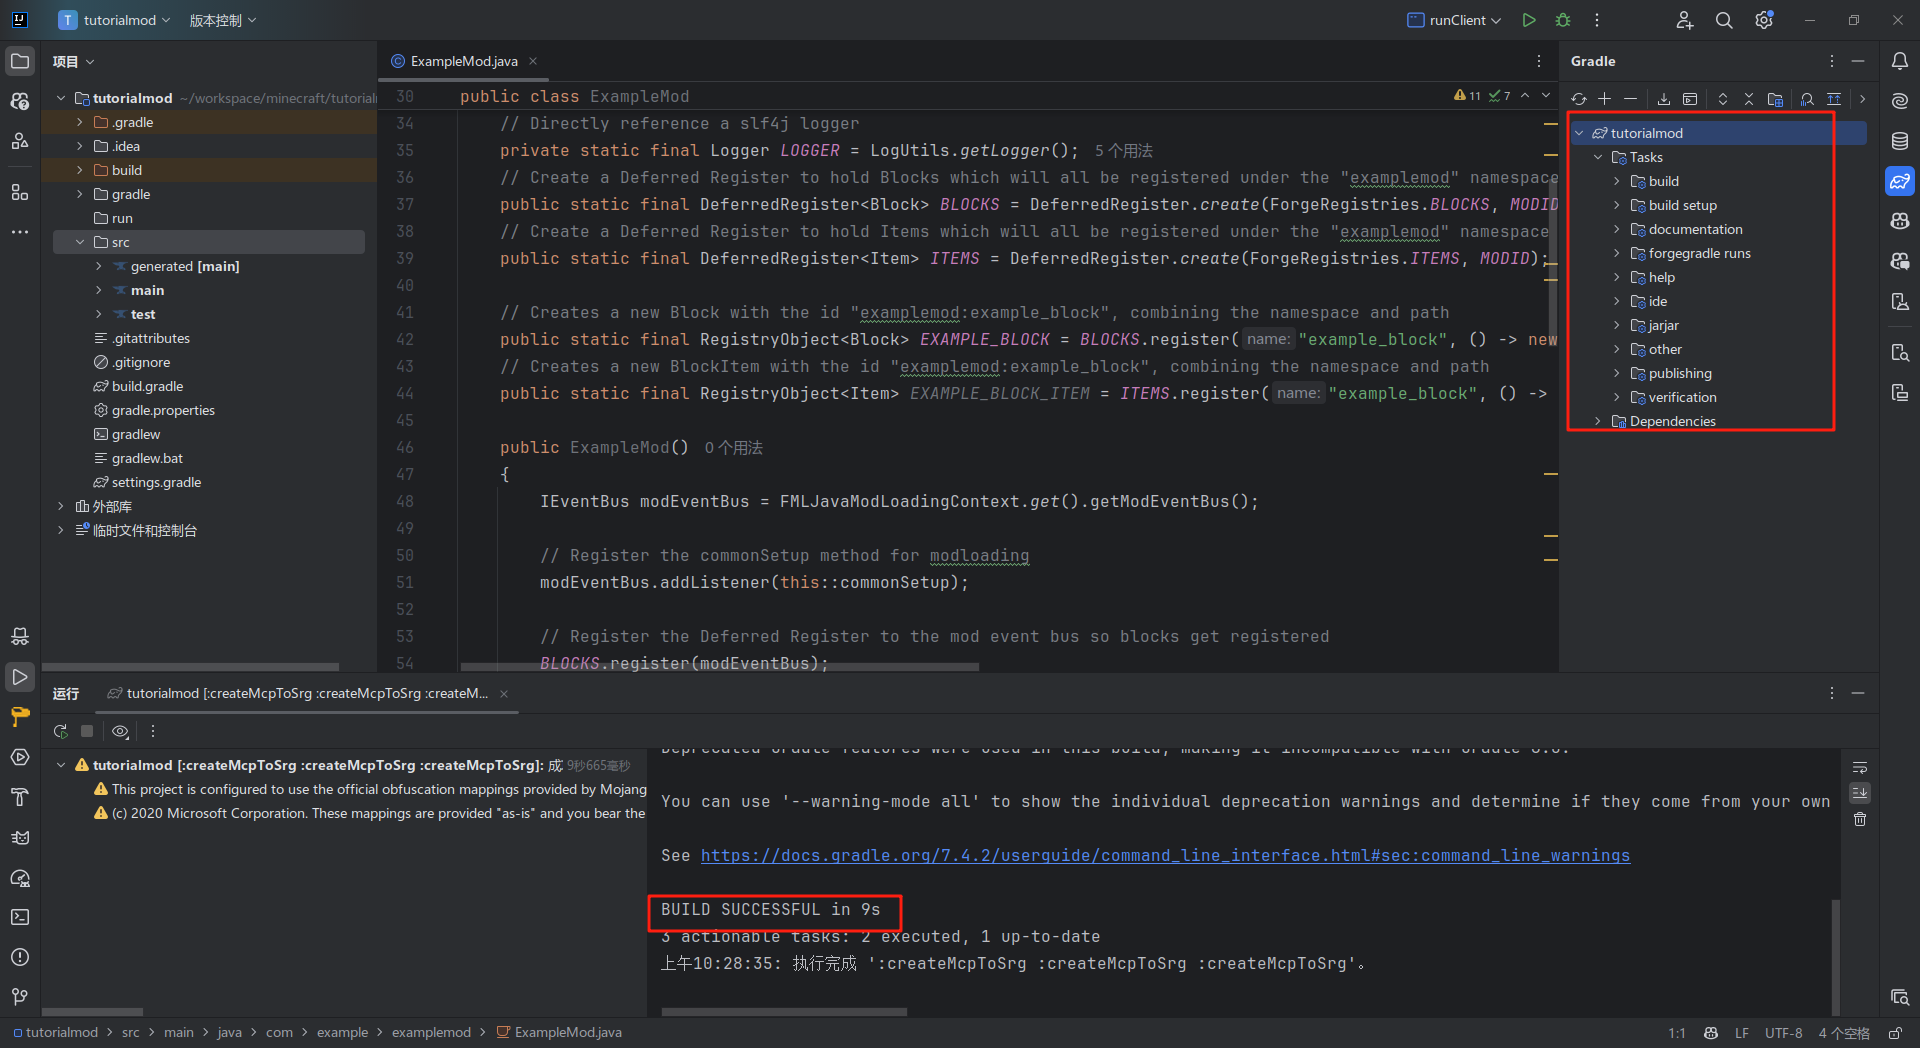 T tutorialmod 版本控制 runClient
项目
tutorialmod ~/workspace/minecraft/tutorial
.gradle
.idea
build
gradle
run
src
generated [main]
main
test
.gitattributes
.gitignore
build.gradle
gradle.properties
gradlew
gradlew.bat
settings.gradle
外部库
临时文件和控制台
ExampleMod.java
30 public class ExampleMod 11 7
34 // Directly reference a slf4j logger
35 private static final Logger LOGGER = LogUtils.getLogger(); 5 个用法
36 // Create a Deferred Register to hold Blocks which will all be registered under the "examplemod" namespace
37 public static final DeferredRegister<Block> BLOCKS = DeferredRegister.create(ForgeRegistries.BLOCKS, MODID
38 // Create a Deferred Register to hold Items which will all be registered under the "examplemod" namespace
39 public static final DeferredRegister<Item> ITEMS = DeferredRegister.create(ForgeRegistries.ITEMS, MODID);
40
41 // Creates a new Block with the id "examplemod:example_block", combining the namespace and path
42 public static final RegistryObject<Block> EXAMPLE_BLOCK = BLOCKS.register( name: "example_block", () -> new
43 // Creates a new BlockItem with the id "examplemod:example_block", combining the namespace and path
44 public static final RegistryObject<Item> EXAMPLE_BLOCK_ITEM = ITEMS.register( name: "example_block", () ->
45
46 public ExampleMod() 0 个用法
47 {
48 IEventBus modEventBus = FMLJavaModLoadingContext.get().getModEventBus();
49
50 // Register the commonSetup method for modloading
51 modEventBus.addListener(this::commonSetup);
52
53 // Register the Deferred Register to the mod event bus so blocks get registered
54 BLOCKS.register(modEventBus);
Gradle
tutorialmod
Tasks
build
build setup
documentation
forgegradle runs
help
ide
jarjar
other
publishing
verification
Dependencies
运行 tutorialmod [:createMcpToSrg :createMcpToSrg :createM...
tutorialmod [:createMcpToSrg :createMcpToSrg :createMcpToSrg]: 成 9秒665毫秒
This project is configured to use the official obfuscation mappings provided by Mojang
(c) 2020 Microsoft Corporation. These mappings are provided "as-is" and you bear the
Deprecated Gradle features were used in this build, making it incompatible with Gradle 8.0.
You can use '--warning-mode all' to show the individual deprecation warnings and determine if they come from your own
See https://docs.gradle.org/7.4.2/userguide/command_line_interface.html#sec:command_line_warnings
BUILD SUCCESSFUL in 9s
3 actionable tasks: 2 executed, 1 up-to-date
上午10:28:35: 执行完成 ':createMcpToSrg :createMcpToSrg :createMcpToSrg'。
tutorialmod > src > main > java > com > example > examplemod > ExampleMod.java
1:1 LF UTF-8 4 个空格